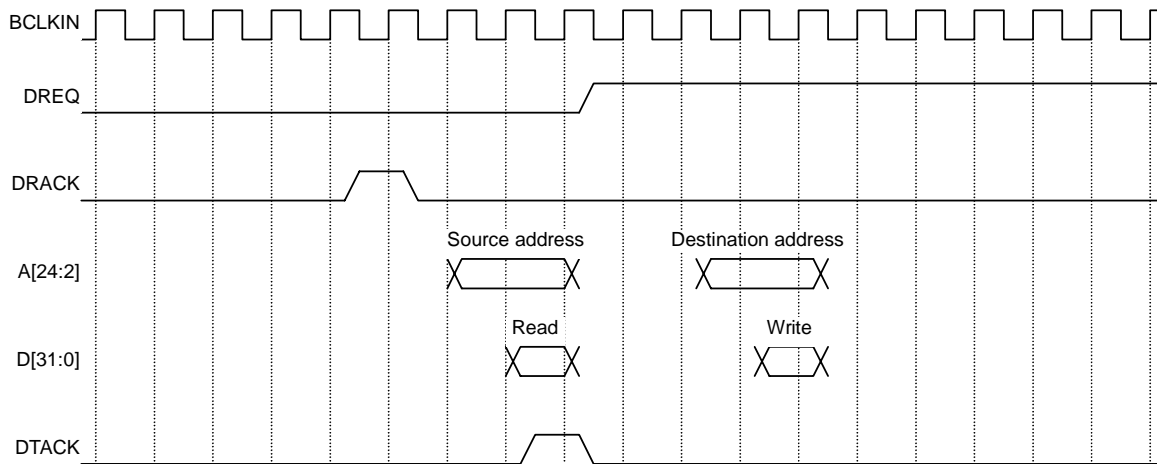 BCLKIN
DREQ
DRACK
Source address
Destination address
A[24:2]
Read
Write
D[31:0]
DTACK